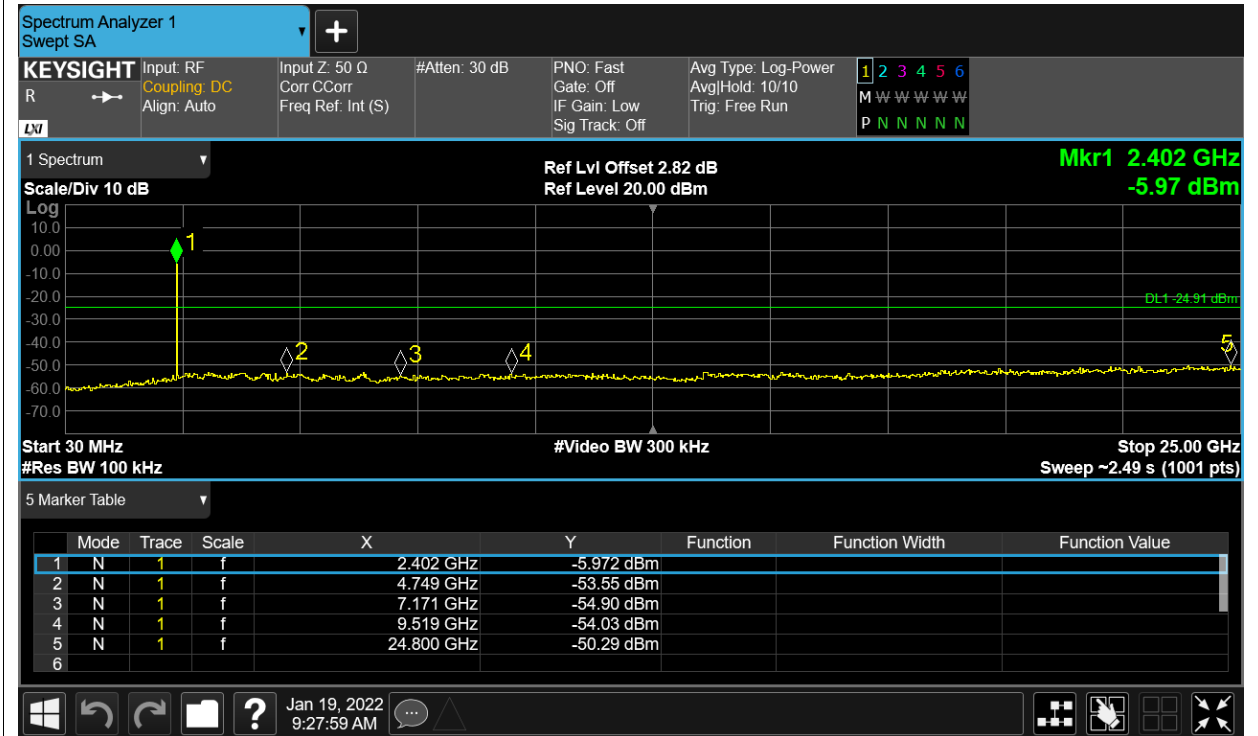 Spectrum Analyzer 1
Swept SA
+
KEYSIGHT
R
LXI
Input: RF
Coupling: DC
Align: Auto
Input Z: 50 Ω
Corr CCorr
Freq Ref: Int (S)
#Atten: 30 dB
PNO: Fast
Gate: Off
IF Gain: Low
Sig Track: Off
Avg Type: Log-Power
Avg|Hold: 10/10
Trig: Free Run
1 2 3 4 5 6
M W W W W W
P N N N N N
1 Spectrum
Scale/Div 10 dB
Ref Lvl Offset 2.82 dB
Ref Level 20.00 dBm
Mkr1 2.402 GHz
-5.97 dBm
Log
10.0
0.00
-10.0
-20.0
-30.0
-40.0
-50.0
-60.0
-70.0
1
2
3
4
5
DL1 -24.91 dBm
Start 30 MHz
#Res BW 100 kHz
#Video BW 300 kHz
Stop 25.00 GHz
Sweep ~2.49 s (1001 pts)
5 Marker Table
Mode Trace Scale X Y Function Function Width Function Value
1 N 1 f 2.402 GHz -5.972 dBm
2 N 1 f 4.749 GHz -53.55 dBm
3 N 1 f 7.171 GHz -54.90 dBm
4 N 1 f 9.519 GHz -54.03 dBm
5 N 1 f 24.800 GHz -50.29 dBm
6
?
Jan 19, 2022
9:27:59 AM